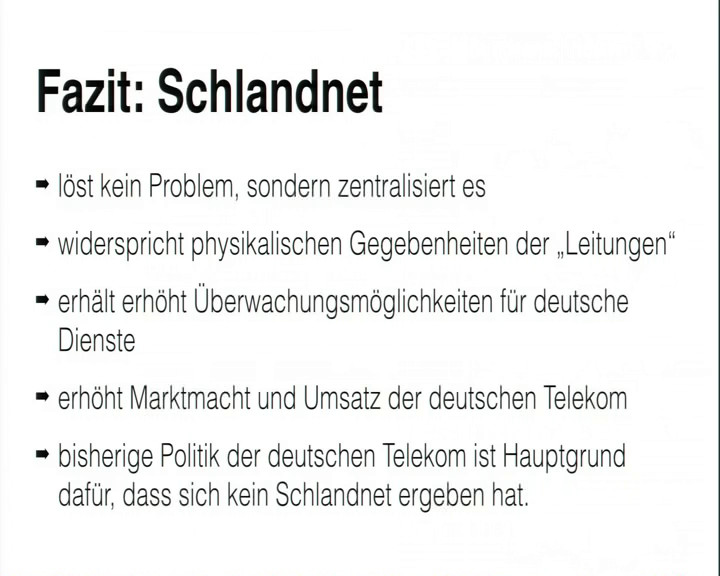 Fazit: Schlandnet
➡ löst kein Problem, sondern zentralisiert es
➡ widerspricht physikalischen Gegebenheiten der „Leitungen“
➡ erhält erhöht Überwachungsmöglichkeiten für deutsche
Dienste
➡ erhöht Marktmacht und Umsatz der deutschen Telekom
➡ bisherige Politik der deutschen Telekom ist Hauptgrund
dafür, dass sich kein Schlandnet ergeben hat.